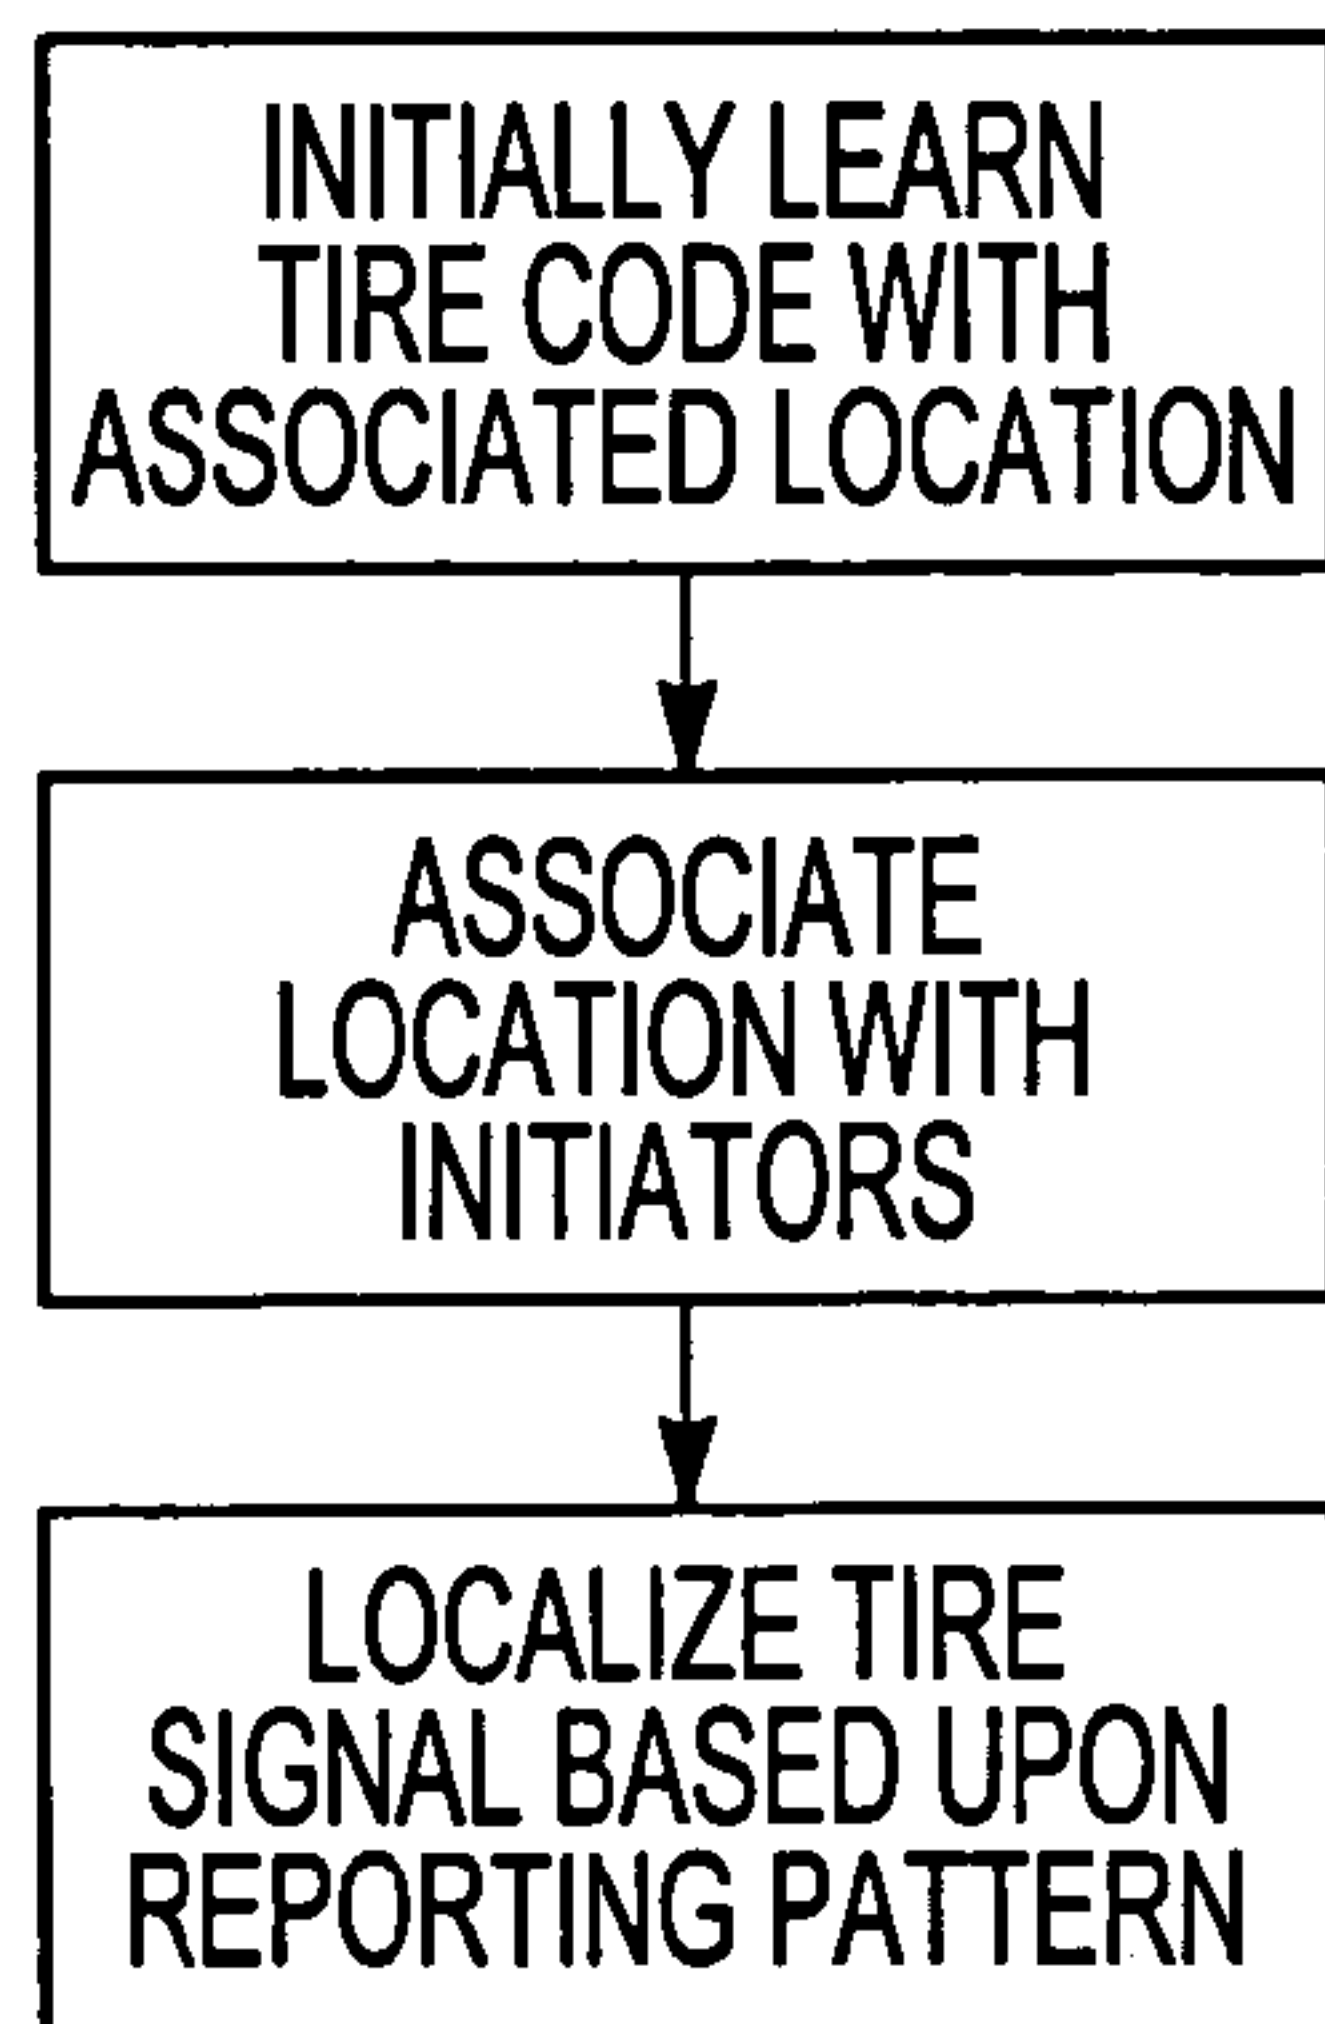 INITIALLY LEARN
TIRE CODE WITH
ASSOCIATED LOCATION
ASSOCIATE
LOCATION WITH
INITIATORS
LOCALIZE TIRE
SIGNAL BASED UPON
REPORTING PATTERN